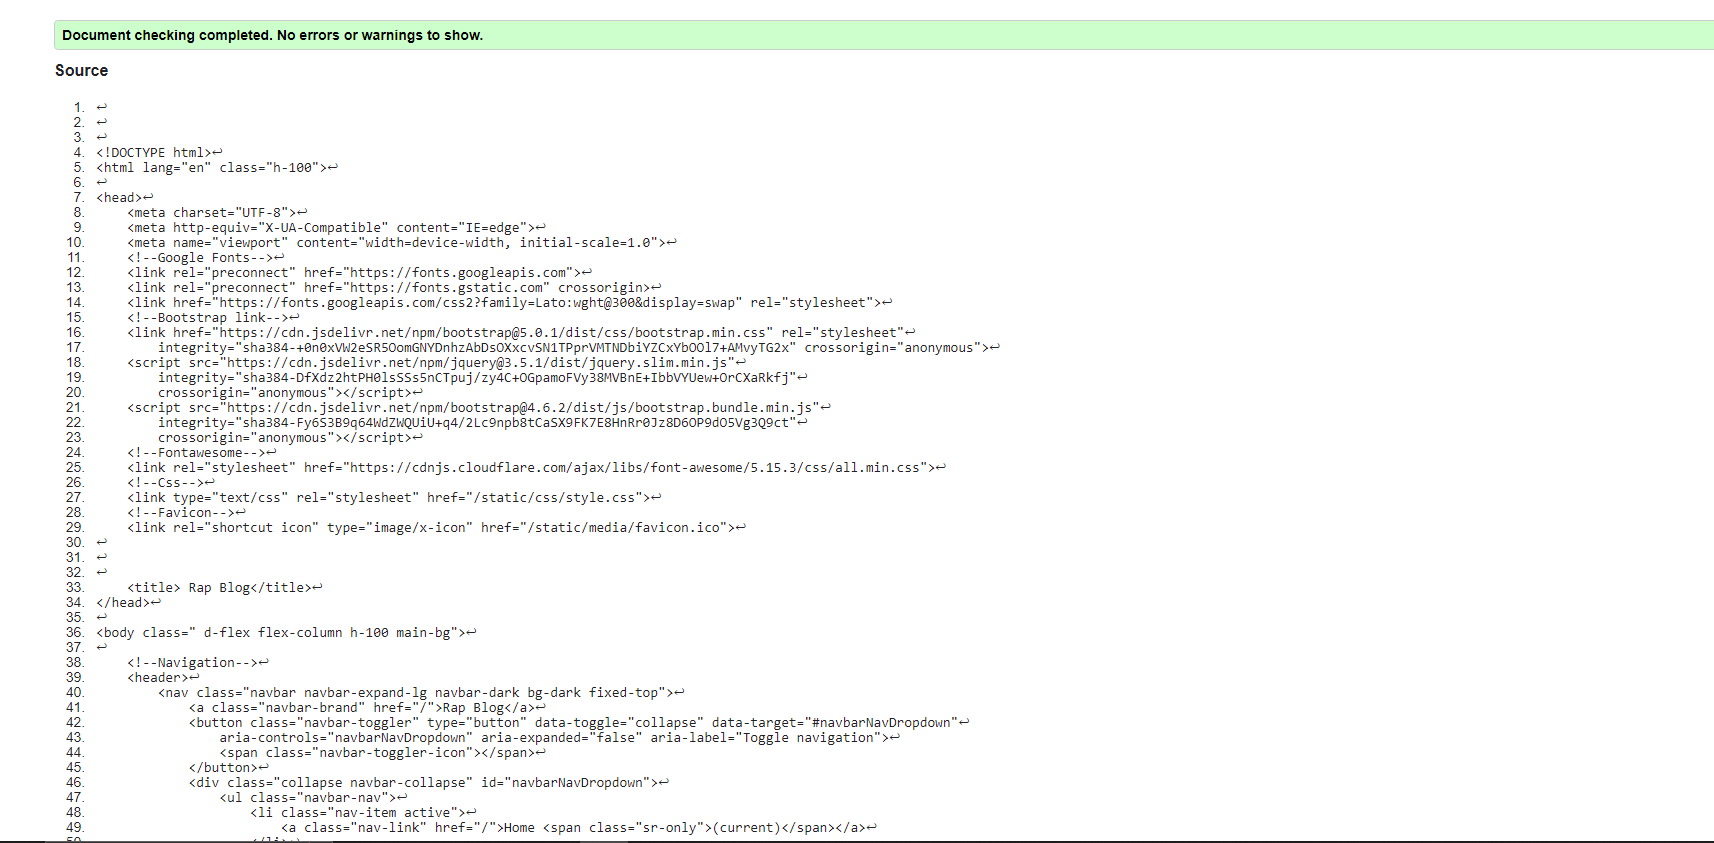 Document checking completed. No errors or warnings to show.
Source
1. ↩
2. ↩
3. ↩
4. <!DOCTYPE html>↩
5. <html lang="en" class="h-100">↩
6. ↩
7. <head>↩
8.     <meta charset="UTF-8">↩
9.     <meta http-equiv="X-UA-Compatible" content="IE=edge">↩
10.     <meta name="viewport" content="width=device-width, initial-scale=1.0">↩
11.     <!--Google Fonts-->↩
12.     <link rel="preconnect" href="https://fonts.googleapis.com">↩
13.     <link rel="preconnect" href="https://fonts.gstatic.com" crossorigin>↩
14.     <link href="https://fonts.googleapis.com/css2?family=Lato:wght@300&display=swap" rel="stylesheet">↩
15.     <!--Bootstrap link-->↩
16.     <link href="https://cdn.jsdelivr.net/npm/bootstrap@5.0.1/dist/css/bootstrap.min.css" rel="stylesheet"↩
17.         integrity="sha384-+0n0xVW2eSR5OomGNYDnhzAbDsOXxcvSN1TPprVMTNDbiYZCxYbOOl7+AMvyTG2x" crossorigin="anonymous">↩
18.     <script src="https://cdn.jsdelivr.net/npm/jquery@3.5.1/dist/jquery.slim.min.js"↩
19.         integrity="sha384-DfXdz2htPH0lsSSs5nCTpuj/zy4C+OGpamoFVy38MVBnE+IbbVYUew+OrCXaRkfj"↩
20.         crossorigin="anonymous"></script>↩
21.     <script src="https://cdn.jsdelivr.net/npm/bootstrap@4.6.2/dist/js/bootstrap.bundle.min.js"↩
22.         integrity="sha384-Fy6S3B9q64WdZWQUiU+q4/2Lc9npb8tCaSX9FK7E8HnRr0Jz8D6OP9dO5Vg3Q9ct"↩
23.         crossorigin="anonymous"></script>↩
24.     <!--Fontawesome-->↩
25.     <link rel="stylesheet" href="https://cdnjs.cloudflare.com/ajax/libs/font-awesome/5.15.3/css/all.min.css">↩
26.     <!--Css-->↩
27.     <link type="text/css" rel="stylesheet" href="/static/css/style.css">↩
28.     <!--Favicon-->↩
29.     <link rel="shortcut icon" type="image/x-icon" href="/static/media/favicon.ico">↩
30. ↩
31. ↩
32. ↩
33.     <title> Rap Blog</title>↩
34. </head>↩
35. ↩
36. <body class=" d-flex flex-column h-100 main-bg">↩
37. ↩
38.     <!--Navigation-->↩
39.     <header>↩
40.         <nav class="navbar navbar-expand-lg navbar-dark bg-dark fixed-top">↩
41.             <a class="navbar-brand" href="/">Rap Blog</a>↩
42.             <button class="navbar-toggler" type="button" data-toggle="collapse" data-target="#navbarNavDropdown"↩
43.                 aria-controls="navbarNavDropdown" aria-expanded="false" aria-label="Toggle navigation">↩
44.                 <span class="navbar-toggler-icon"></span>↩
45.             </button>↩
46.             <div class="collapse navbar-collapse" id="navbarNavDropdown">↩
47.                 <ul class="navbar-nav">↩
48.                     <li class="nav-item active">↩
49.                         <a class="nav-link" href="/">Home <span class="sr-only">(current)</span></a>↩